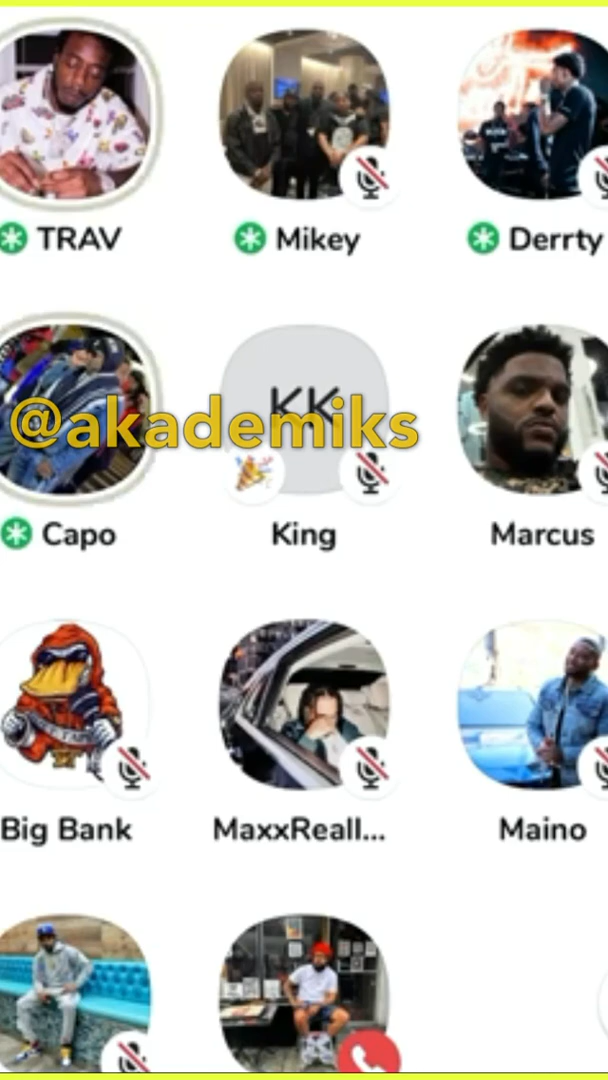 TRAV Mikey Derrty
KK
@akademiks
Capo King Marcus
Big Bank MaxxReall... Maino